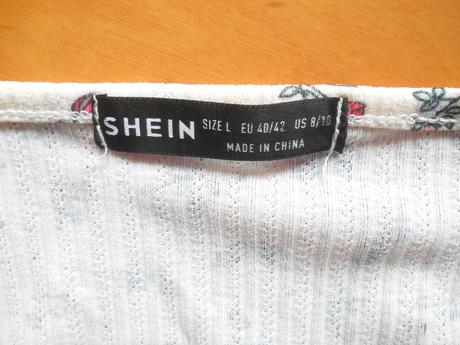 SHEIN SIZE L EU 40/42 US 8/10
MADE IN CHINA